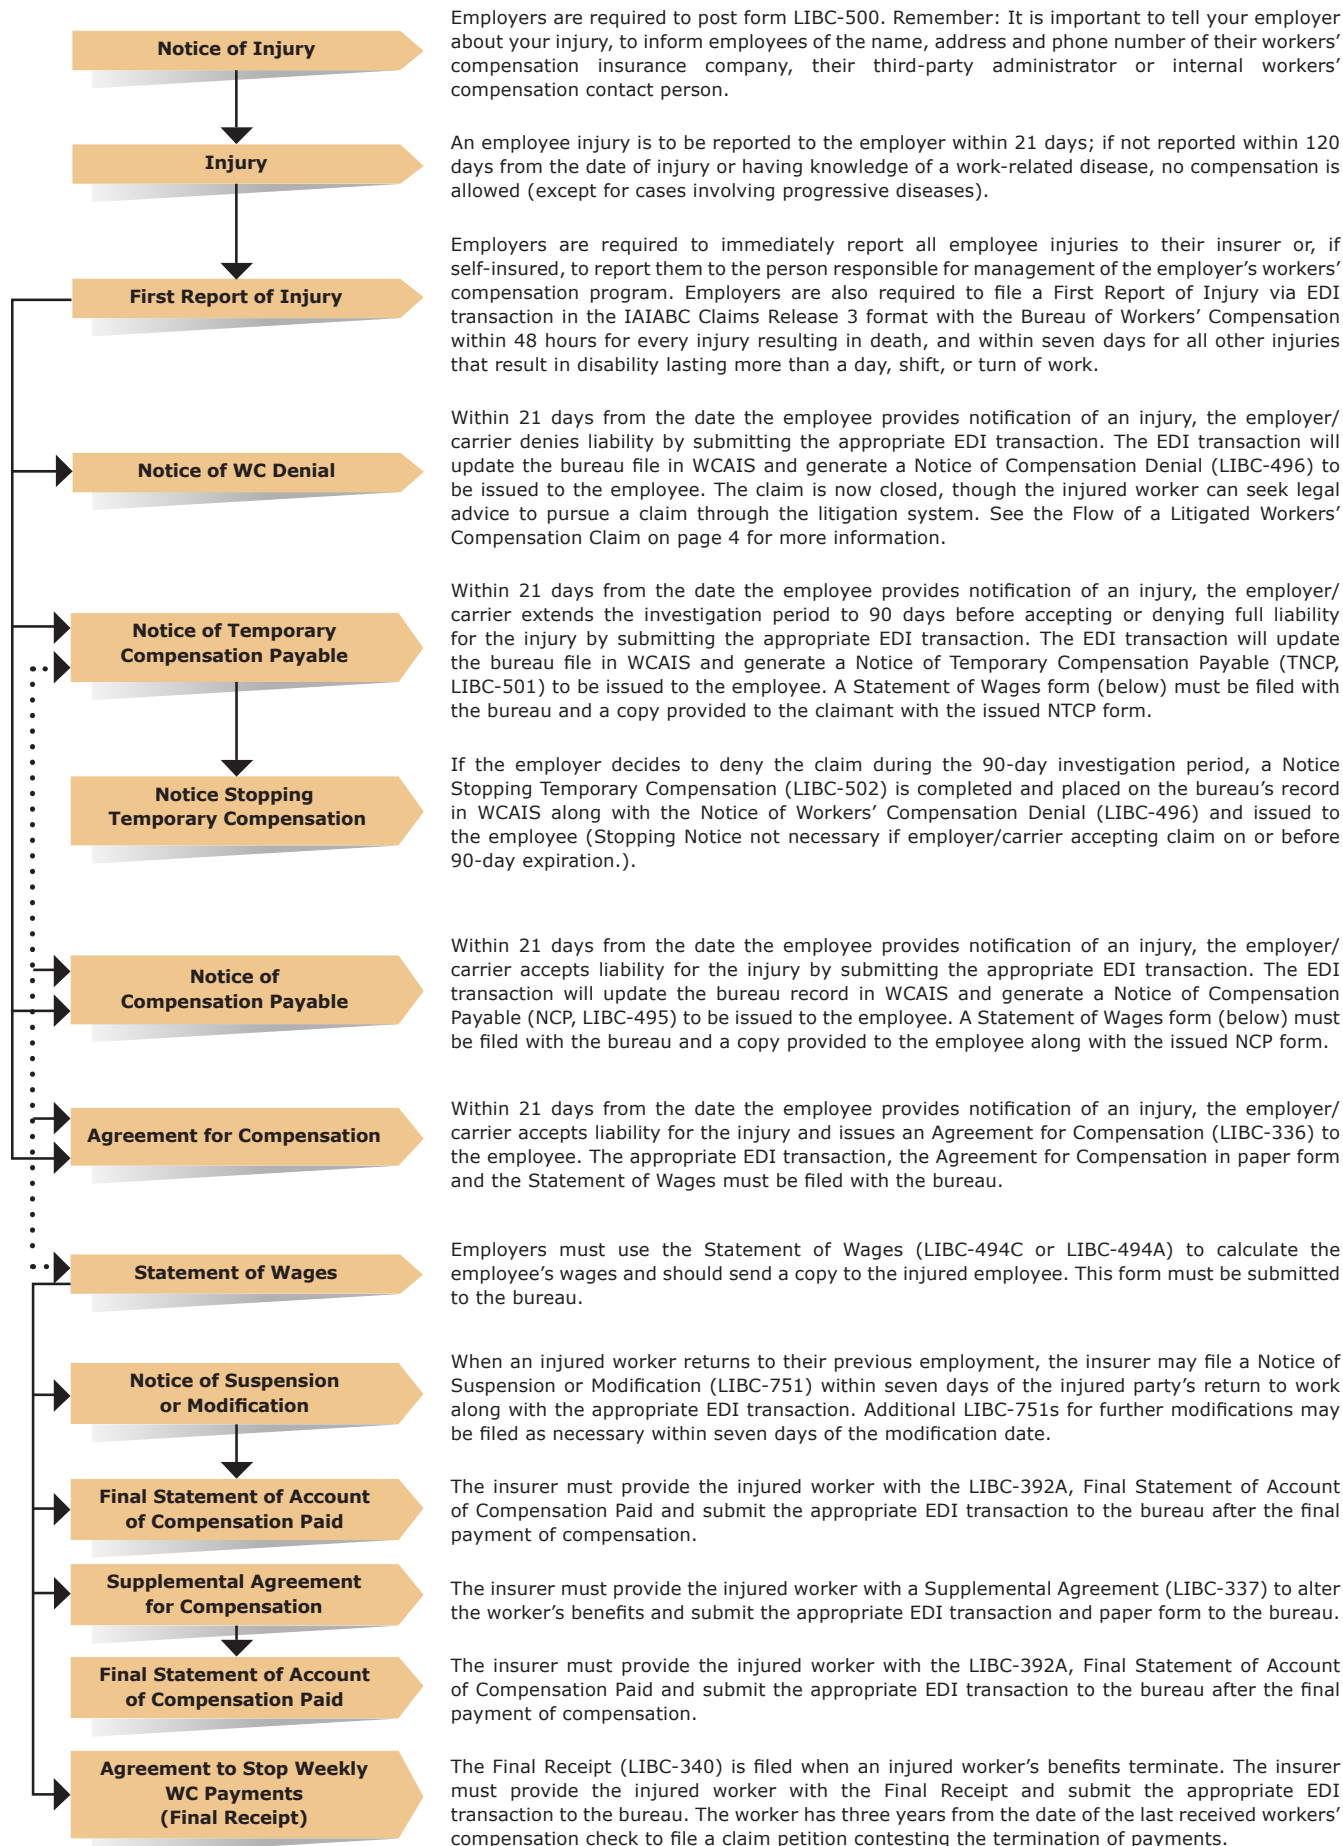 Notice of Injury
Employers are required to post form LIBC-500. Remember: It is important to tell your employer
about your injury, to inform employees of the name, address and phone number of their workers’
compensation insurance company, their third-party administrator or internal workers’
compensation contact person.
Injury
An employee injury is to be reported to the employer within 21 days; if not reported within 120
days from the date of injury or having knowledge of a work-related disease, no compensation is
allowed (except for cases involving progressive diseases).
First Report of Injury
Employers are required to immediately report all employee injuries to their insurer or, if
self-insured, to report them to the person responsible for management of the employer’s workers’
compensation program. Employers are also required to file a First Report of Injury via EDI
transaction in the IAIABC Claims Release 3 format with the Bureau of Workers’ Compensation
within 48 hours for every injury resulting in death, and within seven days for all other injuries
that result in disability lasting more than a day, shift, or turn of work.
Notice of WC Denial
Within 21 days from the date the employee provides notification of an injury, the employer/
carrier denies liability by submitting the appropriate EDI transaction. The EDI transaction will
update the bureau file in WCAIS and generate a Notice of Compensation Denial (LIBC-496) to
be issued to the employee. The claim is now closed, though the injured worker can seek legal
advice to pursue a claim through the litigation system. See the Flow of a Litigated Workers’
Compensation Claim on page 4 for more information.
Notice of Temporary
Compensation Payable
Within 21 days from the date the employee provides notification of an injury, the employer/
carrier extends the investigation period to 90 days before accepting or denying full liability
for the injury by submitting the appropriate EDI transaction. The EDI transaction will update
the bureau file in WCAIS and generate a Notice of Temporary Compensation Payable (TNCP,
LIBC-501) to be issued to the employee. A Statement of Wages form (below) must be filed with
the bureau and a copy provided to the claimant with the issued NTCP form.
Notice Stopping
Temporary Compensation
If the employer decides to deny the claim during the 90-day investigation period, a Notice
Stopping Temporary Compensation (LIBC-502) is completed and placed on the bureau’s record
in WCAIS along with the Notice of Workers’ Compensation Denial (LIBC-496) and issued to
the employee (Stopping Notice not necessary if employer/carrier accepting claim on or before
90-day expiration.).
Notice of
Compensation Payable
Within 21 days from the date the employee provides notification of an injury, the employer/
carrier accepts liability for the injury by submitting the appropriate EDI transaction. The EDI
transaction will update the bureau record in WCAIS and generate a Notice of Compensation
Payable (NCP, LIBC-495) to be issued to the employee. A Statement of Wages form (below) must
be filed with the bureau and a copy provided to the employee along with the issued NCP form.
Agreement for Compensation
Within 21 days from the date the employee provides notification of an injury, the employer/
carrier accepts liability for the injury and issues an Agreement for Compensation (LIBC-336) to
the employee. The appropriate EDI transaction, the Agreement for Compensation in paper form
and the Statement of Wages must be filed with the bureau.
Statement of Wages
Employers must use the Statement of Wages (LIBC-494C or LIBC-494A) to calculate the
employee’s wages and should send a copy to the injured employee. This form must be submitted
to the bureau.
Notice of Suspension
or Modification
When an injured worker returns to their previous employment, the insurer may file a Notice of
Suspension or Modification (LIBC-751) within seven days of the injured party’s return to work
along with the appropriate EDI transaction. Additional LIBC-751s for further modifications may
be filed as necessary within seven days of the modification date.
Final Statement of Account
of Compensation Paid
The insurer must provide the injured worker with the LIBC-392A, Final Statement of Account
of Compensation Paid and submit the appropriate EDI transaction to the bureau after the final
payment of compensation.
Supplemental Agreement
for Compensation
The insurer must provide the injured worker with a Supplemental Agreement (LIBC-337) to alter
the worker’s benefits and submit the appropriate EDI transaction and paper form to the bureau.
Final Statement of Account
of Compensation Paid
The insurer must provide the injured worker with the LIBC-392A, Final Statement of Account
of Compensation Paid and submit the appropriate EDI transaction to the bureau after the final
payment of compensation.
Agreement to Stop Weekly
WC Payments
(Final Receipt)
The Final Receipt (LIBC-340) is filed when an injured worker’s benefits terminate. The insurer
must provide the injured worker with the Final Receipt and submit the appropriate EDI
transaction to the bureau. The worker has three years from the date of the last received workers’
compensation check to file a claim petition contesting the termination of payments.